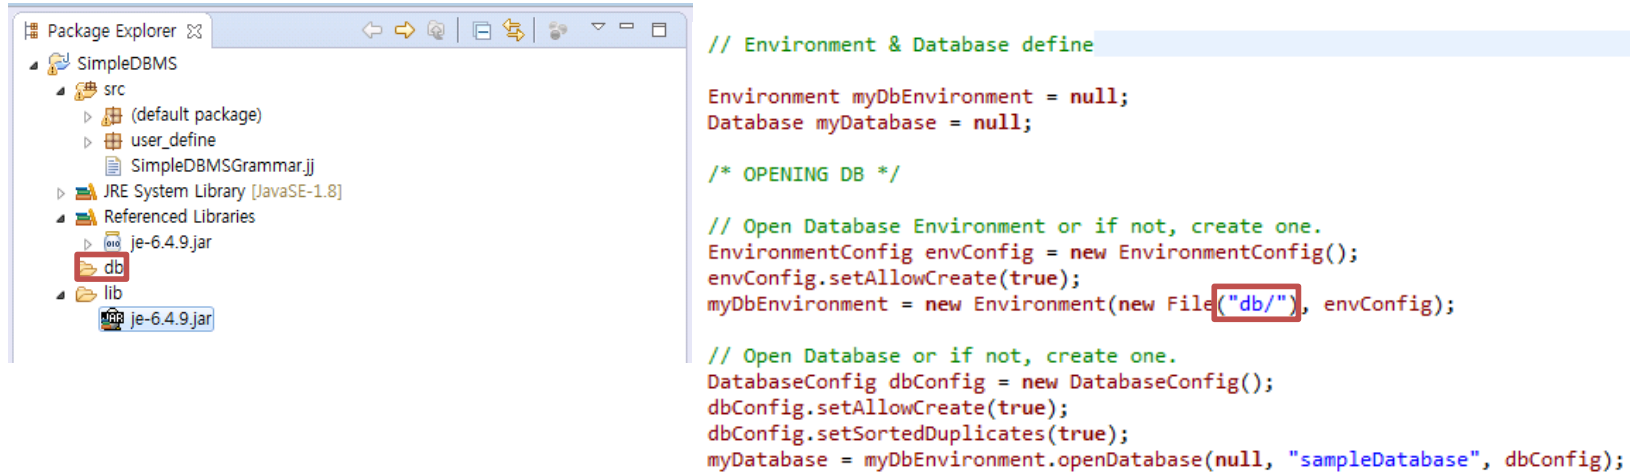 Package Explorer
SimpleDBMS
src
(default package)
user_define
SimpleDBMSGrammar.jj
JRE System Library [JavaSE-1.8]
Referenced Libraries
je-6.4.9.jar
db
lib
je-6.4.9.jar
// Environment & Database define
Environment myDbEnvironment = null;
Database myDatabase = null;
/* OPENING DB */
// Open Database Environment or if not, create one.
EnvironmentConfig envConfig = new EnvironmentConfig();
envConfig.setAllowCreate(true);
myDbEnvironment = new Environment(new File("db/"), envConfig);
// Open Database or if not, create one.
DatabaseConfig dbConfig = new DatabaseConfig();
dbConfig.setAllowCreate(true);
dbConfig.setSortedDuplicates(true);
myDatabase = myDbEnvironment.openDatabase(null, "sampleDatabase", dbConfig);